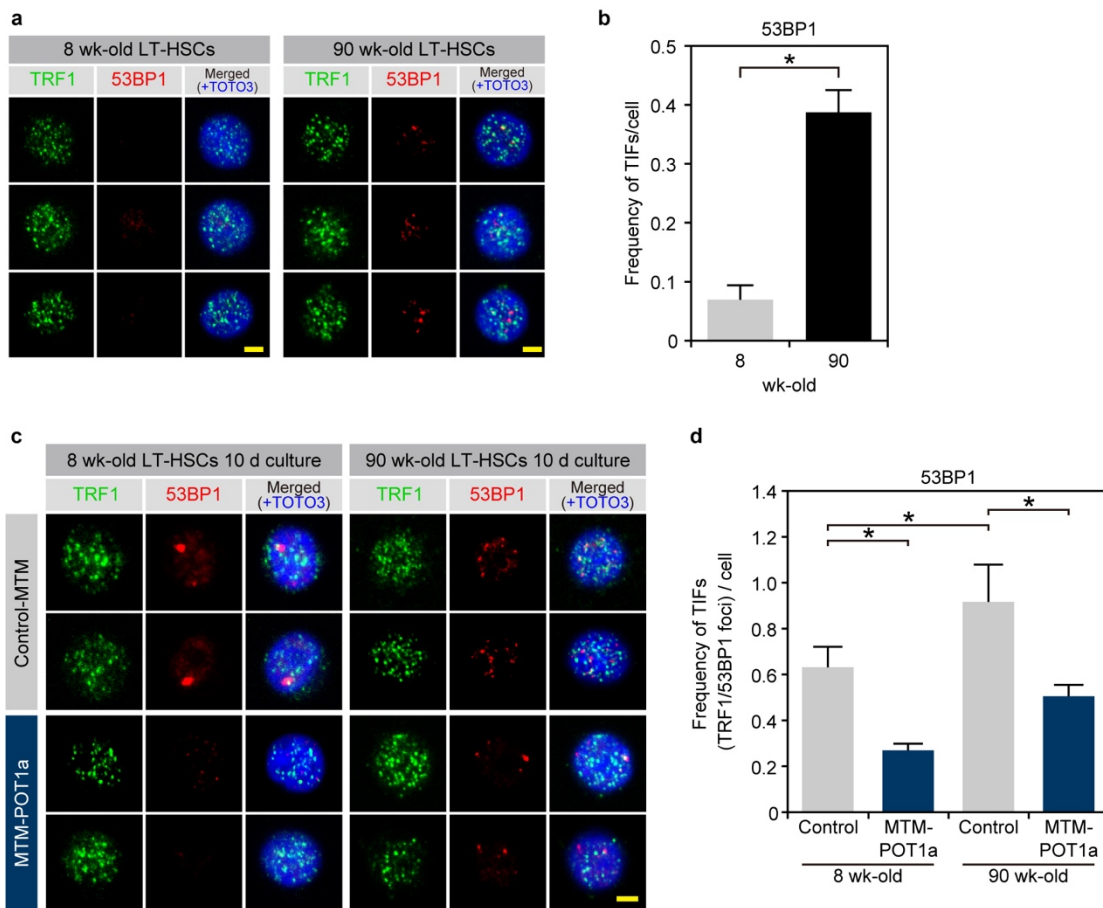 a
8 wk-old LT-HSCs
90 wk-old LT-HSCs
TRF1
53BP1
Merged
(+TOTO3)
TRF1
53BP1
Merged
(+TOTO3)
b
53BP1
*
0.5
0.4
0.3
0.2
0.1
0
Frequency of TIFs/cell
8
90
wk-old
c
8 wk-old LT-HSCs 10 d culture
90 wk-old LT-HSCs 10 d culture
TRF1
53BP1
Merged
(+TOTO3)
TRF1
53BP1
Merged
(+TOTO3)
Control-MTM
MTM-POT1a
d
53BP1
*
*
*
1.4
1.2
1.0
0.8
0.6
0.4
0.2
0
Frequency of TIFs
(TRF1/53BP1 foci) / cell
Control
MTM-
POT1a
Control
MTM-
POT1a
8 wk-old
90 wk-old